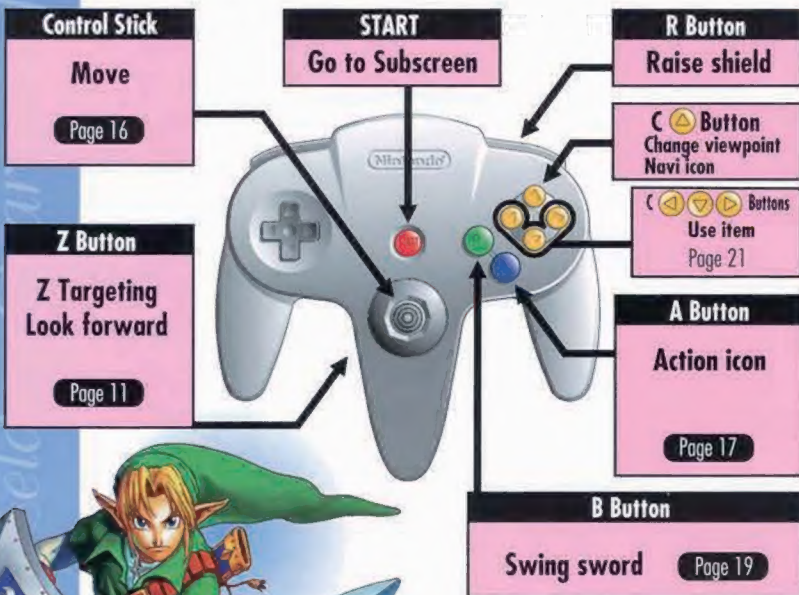 Control Stick
Move
Page 16
START
Go to Subscreen
R Button
Raise shield
C Button
Change viewpoint
Navi icon
C Buttons
Use item
Page 21
Nintendo
Z Button
Z Targeting
Look forward
Page 11
A Button
Action icon
Page 17
B Button
Swing sword Page 19